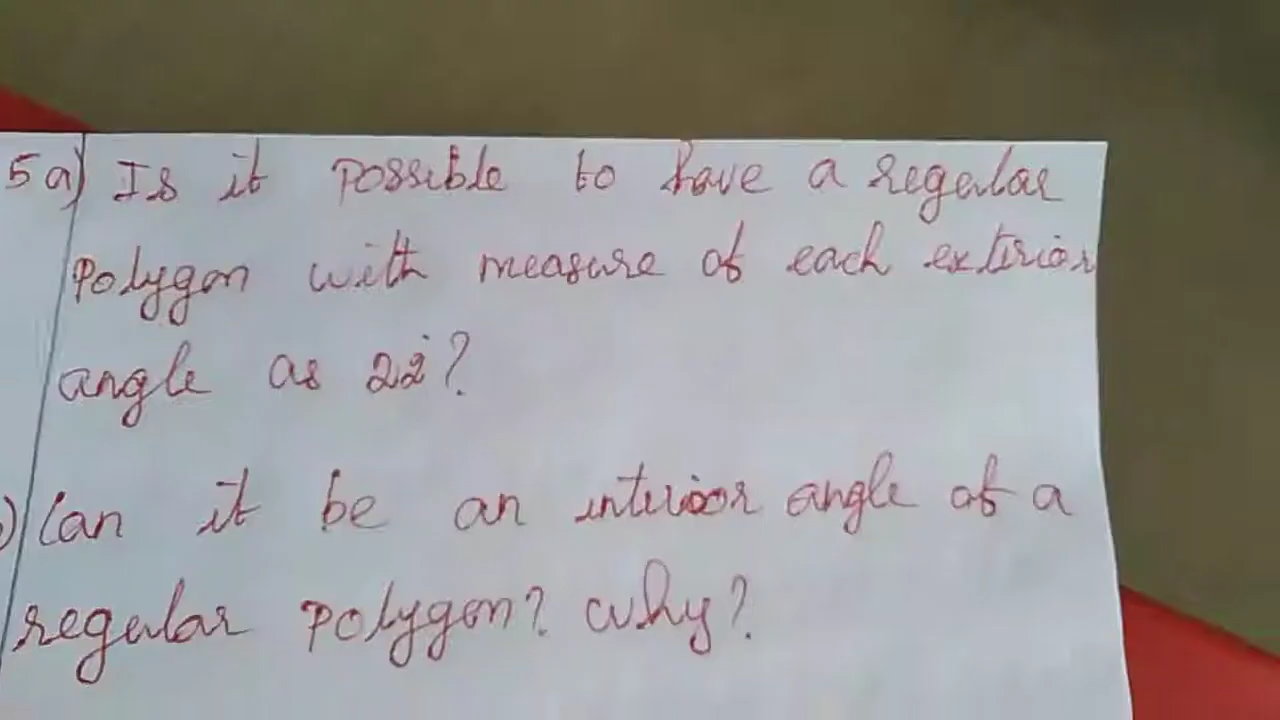 5 a) Is it possible to have a regular
polygon with measure of each exterior
angle as 22°?
) Can it be an interior angle of a
regular polygon? why?